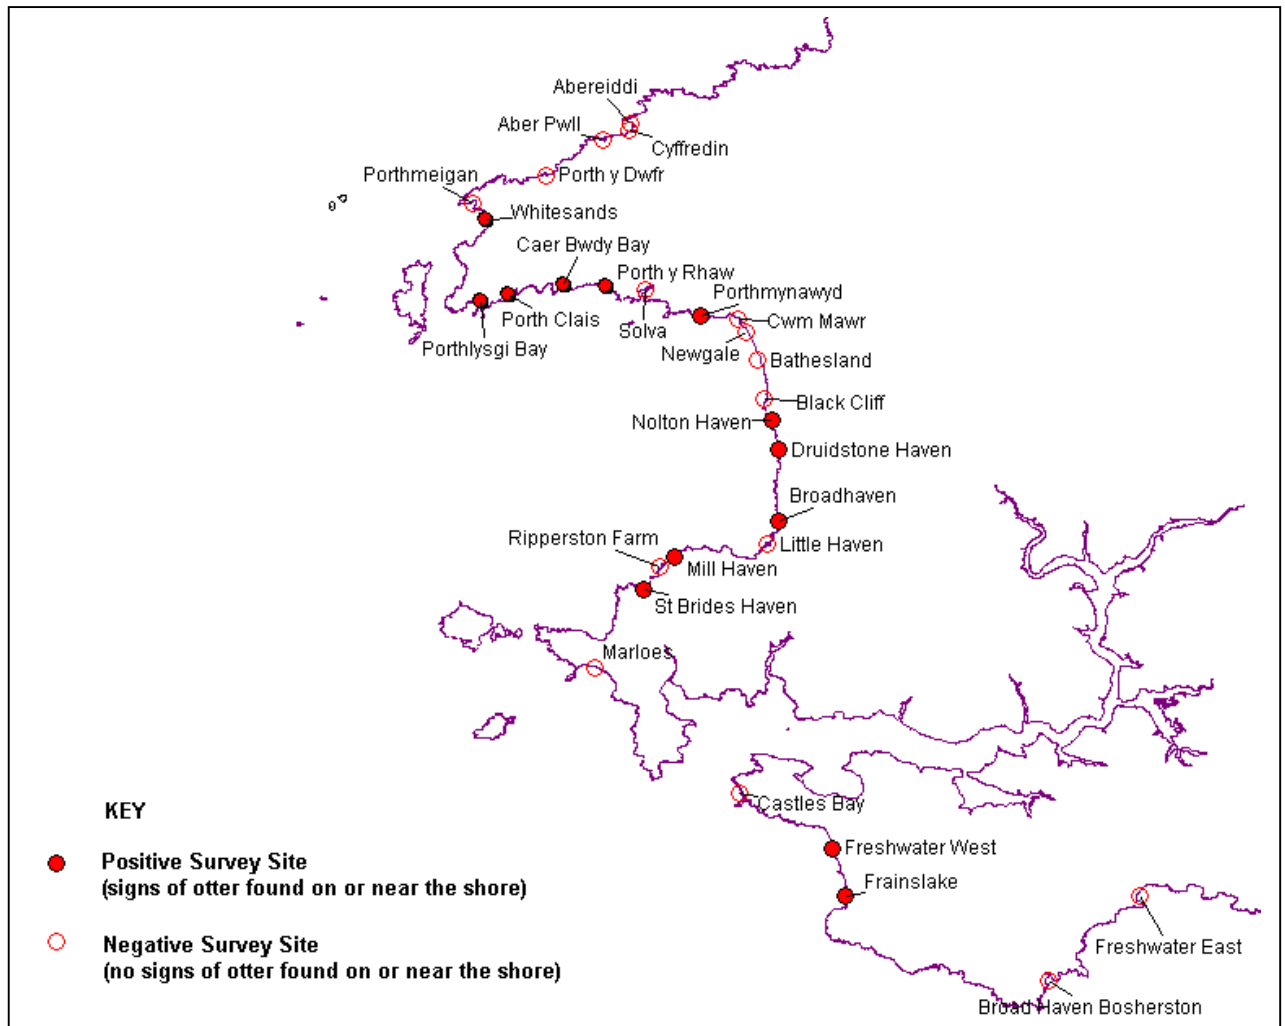 Abereiddi
Aber Pwll
Cyffredin
Porthmeigan
Porth y Dwfr
Whitesands
Caer Bwdy Bay
Porth y Rhaw
Porthmynawyd
Porth Clais
Solva
Cwm Mawr
Porthlysgi Bay
Newgale
Bathesland
Black Cliff
Nolton Haven
Druidstone Haven
Broadhaven
Ripperston Farm
Little Haven
Mill Haven
St Brides Haven
Marloes
Castles Bay
Freshwater West
Frainslake
Freshwater East
Broad Haven Bosherston
KEY
Positive Survey Site
(signs of otter found on or near the shore)
Negative Survey Site
(no signs of otter found on or near the shore)